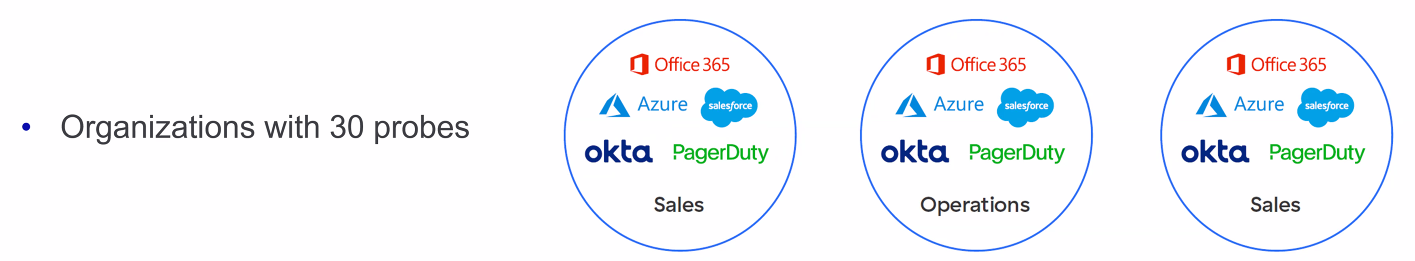 • Organizations with 30 probes
Office 365
Azure salesforce
okta PagerDuty
Sales
Office 365
Azure salesforce
okta PagerDuty
Operations
Office 365
Azure salesforce
okta PagerDuty
Sales